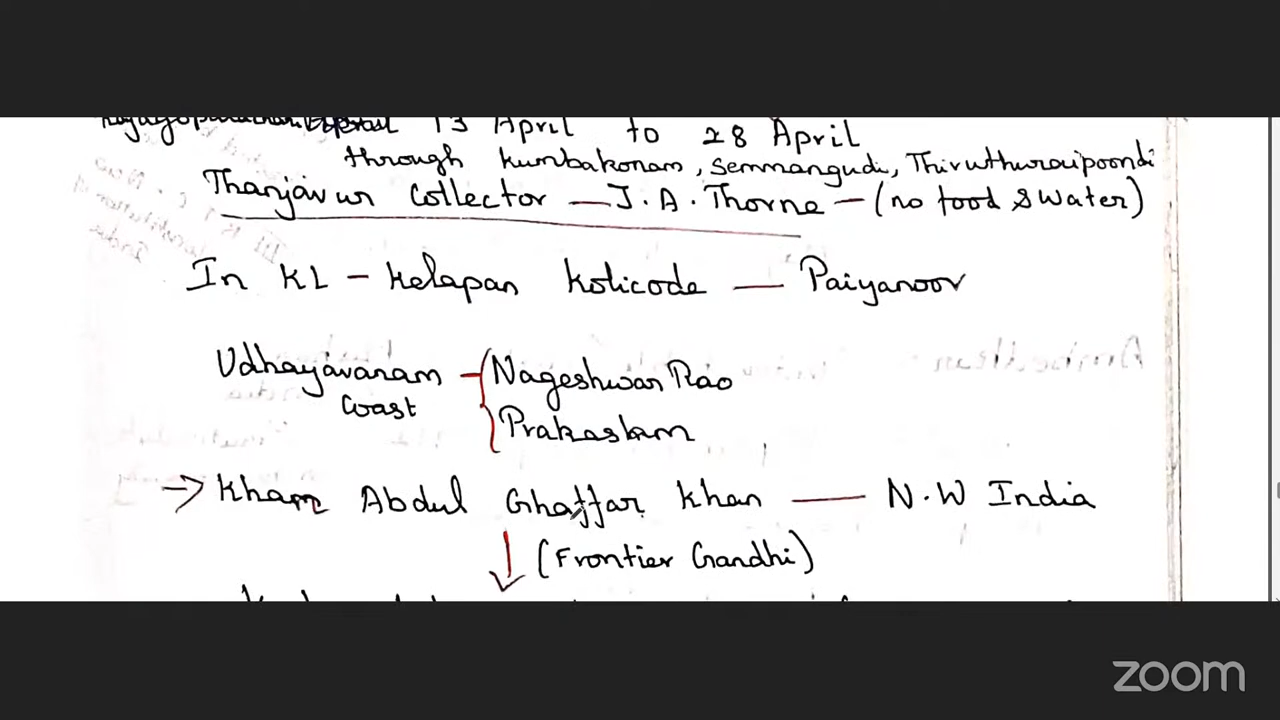 13 April to 28 April
through Kumbakonam, Semmangudi, Thiruthuraipoondi
Thanjavur Collector — J.A. Thorne — (no food & water)
In KL - Kelapan Kolicode — Paiyanoor
Udhayavanam Coast - Nageshwar Rao
Prakasam
→ Khan Abdul Ghaffar Khan — N.W India
(Frontier Gandhi)
zoom